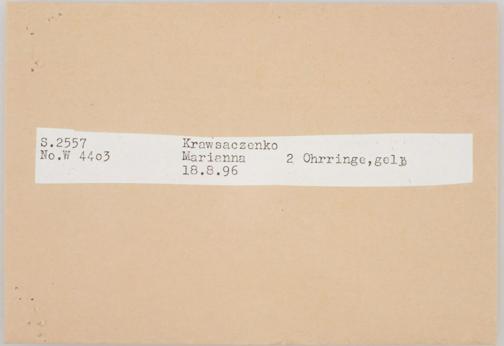 S.2557 Krawsaczenko
No.W 44o3 Marianna 2 Ohrringe,gelb
18.8.96